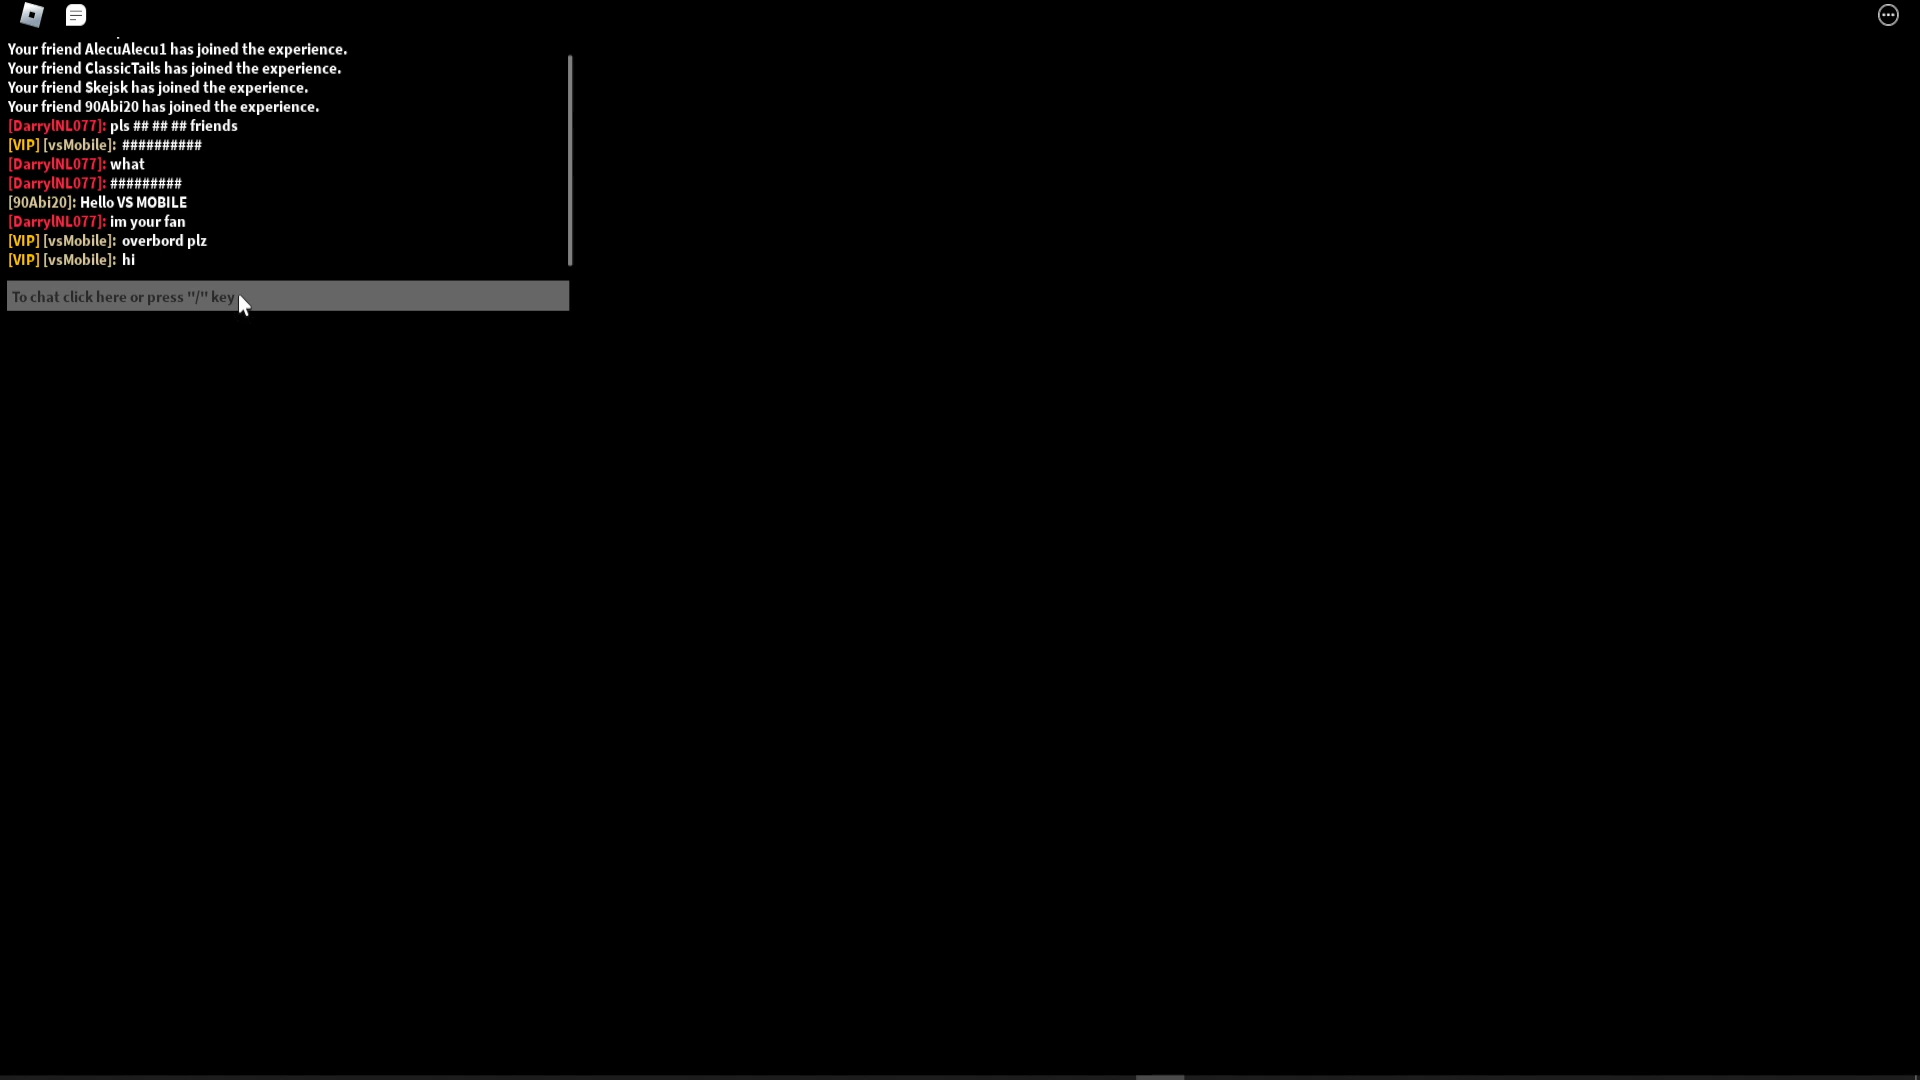 Your friend AlecuAlecu1 has joined the experience.
Your friend ClassicTails has joined the experience.
Your friend Skejsk has joined the experience.
Your friend 90Abi20 has joined the experience.
[DarrylNL077]: pls ## ## ## friends
[VIP] [vsMobile]: ##########
[DarrylNL077]: what
[DarrylNL077]: #########
[90Abi20]: Hello VS MOBILE
[DarrylNL077]: im your fan
[VIP] [vsMobile]: overbord plz
[VIP] [vsMobile]: hi
To chat click here or press "/" key